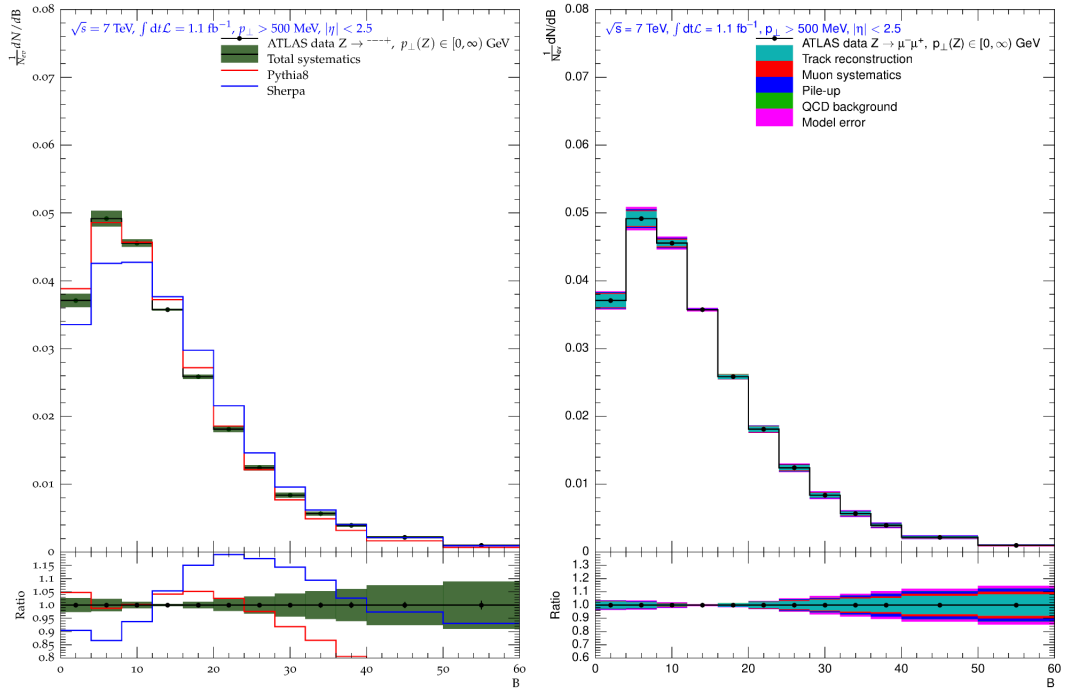 √s = 7 TeV, ∫ dtℒ = 1.1 fb⁻¹, p⊥ > 500 MeV, |η| < 2.5
ATLAS data Z → ----+, p⊥(Z) ∈ [0, ∞) GeV
Total systematics
Pythia8
Sherpa
1/N_ev dN/dB
0.08
0.07
0.06
0.05
0.04
0.03
0.02
0.01
0
Ratio
1.15
1.1
1.05
1.0
0.95
0.9
0.85
0.8
0 10 20 30 40 50 60
B
√s = 7 TeV, ∫ dtℒ = 1.1 fb⁻¹, p⊥ > 500 MeV, |η| < 2.5
ATLAS data Z → μ⁻μ⁺, p⊥(Z) ∈ [0, ∞) GeV
Track reconstruction
Muon systematics
Pile-up
QCD background
Model error
1/N_ev dN/dB
0.08
0.07
0.06
0.05
0.04
0.03
0.02
0.01
0
Ratio
1.3
1.2
1.1
1.0
0.9
0.8
0.7
0.6
0 10 20 30 40 50 60
B